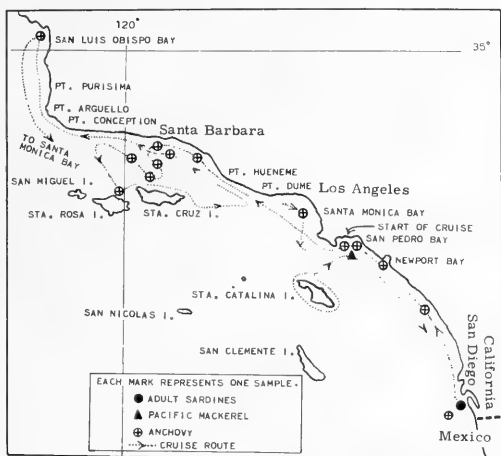 120°
SAN LUIS OBISPO BAY
35°
PT. PURISIMA
PT. ARGUELLO
PT. CONCEPTION
TO SANTA
MONICA BAY
Santa Barbara
PT. HUENEME
PT. DUME
Los Angeles
SAN MIGUEL I.
STA. ROSA I.
STA. CRUZ I.
SANTA MONICA BAY
START OF CRUISE
SAN PEDRO BAY
NEWPORT BAY
STA. CATALINA I.
SAN NICOLAS I.
SAN CLEMENTE I.
San Diego
California
Mexico
EACH MARK REPRESENTS ONE SAMPLE.
ADULT SARDINES
PACIFIC MACKEREL
ANCHOVY
CRUISE ROUTE